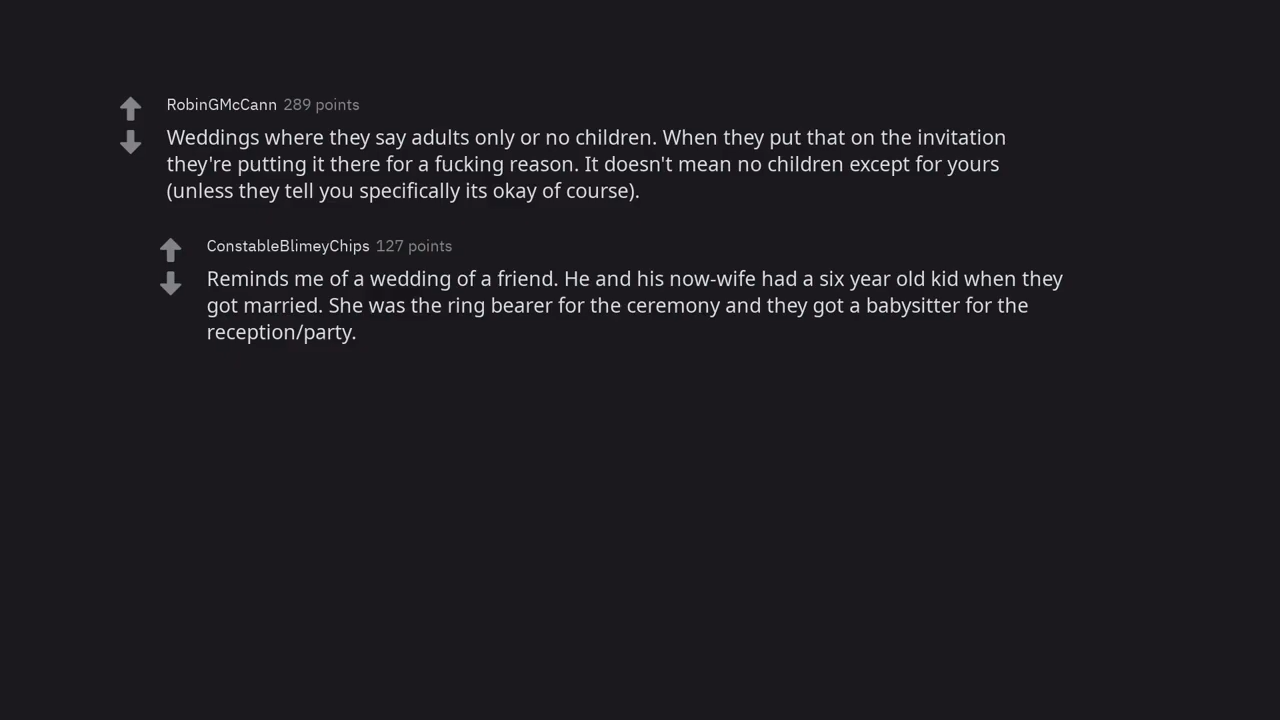 RobinGMcCann 289 points
Weddings where they say adults only or no children. When they put that on the invitation
they're putting it there for a fucking reason. It doesn't mean no children except for yours
(unless they tell you specifically its okay of course).
ConstableBlimeyChips 127 points
Reminds me of a wedding of a friend. He and his now-wife had a six year old kid when they
got married. She was the ring bearer for the ceremony and they got a babysitter for the
reception/party.